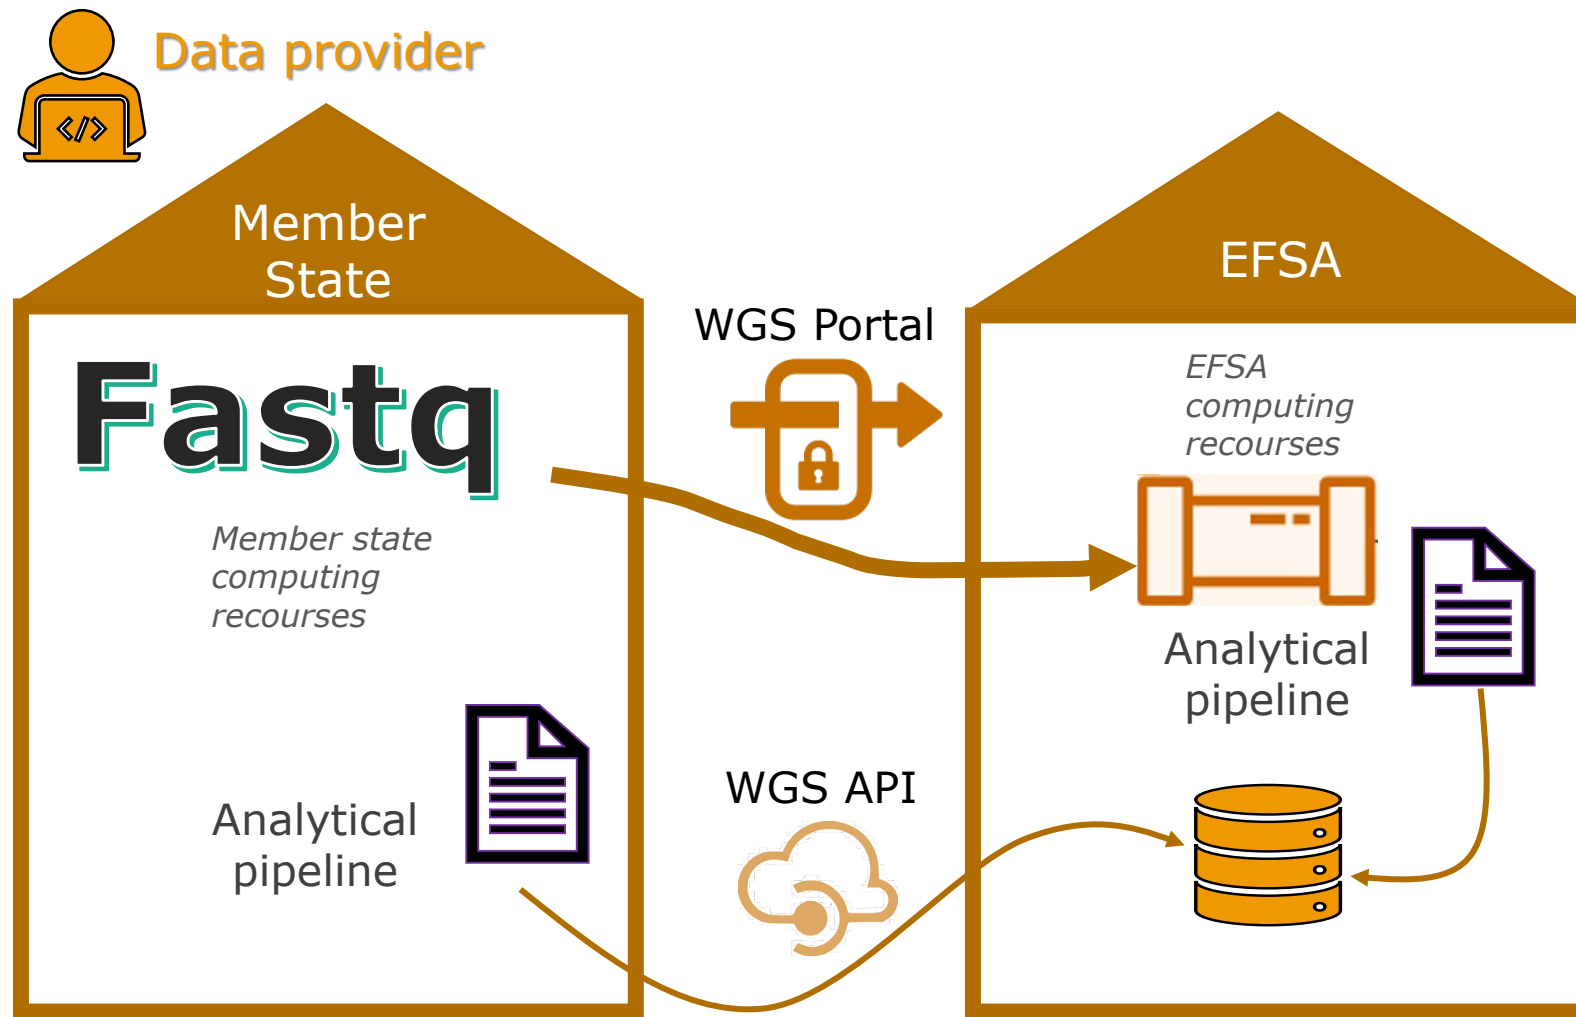 Data provider
</>
Member
State
EFSA
WGS Portal
Fastq
EFSA
computing
recourses
Member state
computing
recourses
Analytical
pipeline
WGS API
Analytical
pipeline